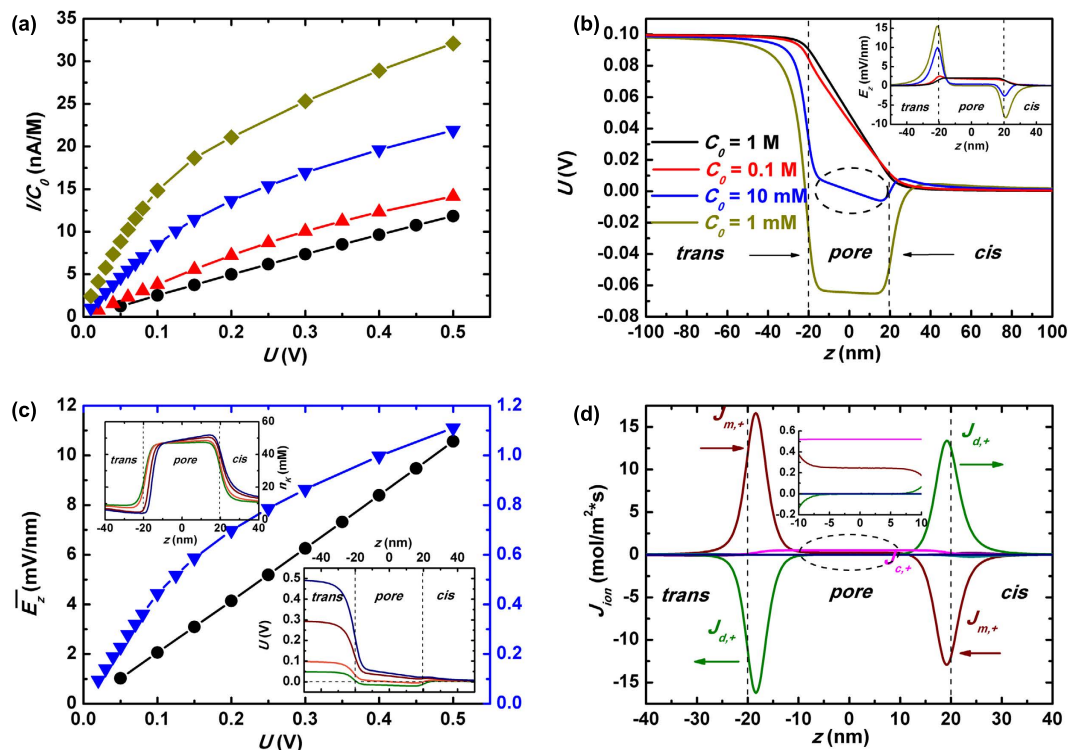 (a)
I/C0 (nA/M)
35
30
25
20
15
10
5
0
0.0 0.1 0.2 0.3 0.4 0.5
U (V)
(b)
U (V)
0.10
0.08
0.06
0.04
0.02
0.00
-0.02
-0.04
-0.06
-0.08
-100 -80 -60 -40 -20 0 20 40 60 80 100
z (nm)
C0 = 1 M
C0 = 0.1 M
C0 = 10 mM
C0 = 1 mM
trans pore cis
Ez (mV/nm)
15
10
5
0
-5
-10
trans pore cis
-40 -20 0 20 40
z (nm)
(c)
Ez (mV/nm)
12
10
8
6
4
2
0
1.2
1.0
0.8
0.6
0.4
0.2
0.0
0.0 0.1 0.2 0.3 0.4 0.5
U (V)
trans pore cis
60
40
20
0
nK (mM)
-40 -20 0 20 40
z (nm)
z (nm)
-40 -20 0 20 40
U (V)
0.5
0.4
0.3
0.2
0.1
0.0
trans pore cis
(d)
Jion (mol/m2*s)
15
10
5
0
-5
-10
-15
-40 -30 -20 -10 0 10 20 30 40
z (nm)
Jm,+
Jd,+
0.6
0.4
0.2
0.0
-10 0 10
Jc,+
trans pore cis
Jd,+
Jm,+